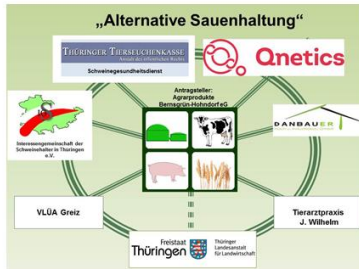 „Alternative Sauenhaltung“
THÜRINGER TIERSEUCHENKASSE
Anstalt des öffentlichen Rechts
Schweinegesundheitsdienst
Qnetics
Antragsteller:
Agrarprodukte
Bernsgrün-Hohndorf eG
Interessengemeinschaft der
Schweinehalter in Thüringen
e.V.
DANBAUER
VLÜA Greiz
Tierarztpraxis
J. Wilhelm
Freistaat
Thüringen
Thüringer
Landesanstalt
für Landwirtschaft